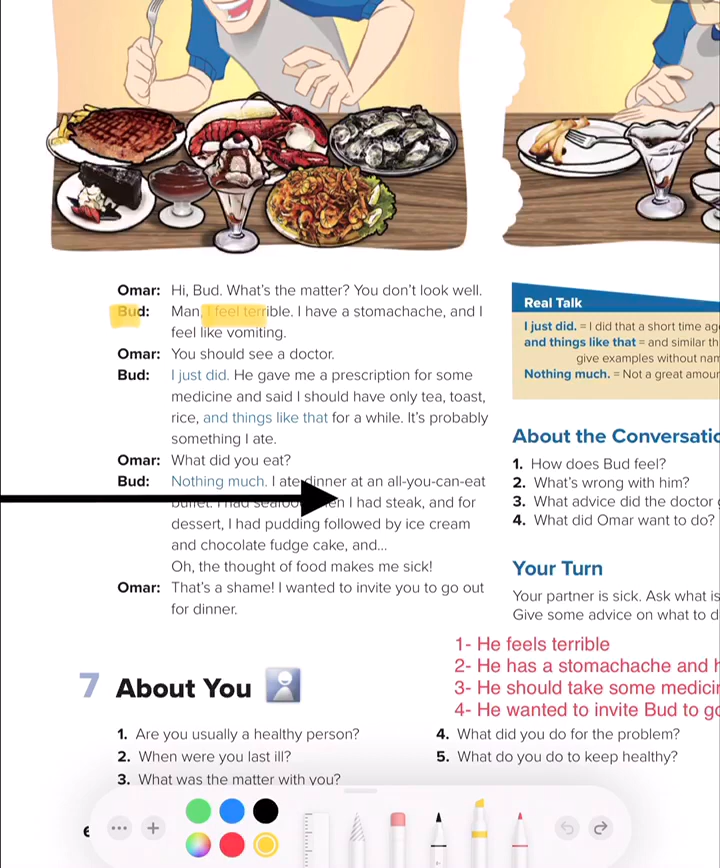 Omar: Hi, Bud. What's the matter? You don't look well.
Bud: Man, I feel terrible. I have a stomachache, and I
feel like vomiting.
Omar: You should see a doctor.
Bud: I just did. He gave me a prescription for some
medicine and said I should have only tea, toast,
rice, and things like that for a while. It's probably
something I ate.
Omar: What did you eat?
Bud: Nothing much. I ate dinner at an all-you-can-eat
buffet. I had I had steak, and for
dessert, I had pudding followed by ice cream
and chocolate fudge cake, and...
Oh, the thought of food makes me sick!
Omar: That's a shame! I wanted to invite you to go out
for dinner.
Real Talk
I just did. = I did that a short time ag
and things like that = and similar th
give examples without nam
Nothing much. = Not a great amour
About the Conversatic
1. How does Bud feel?
2. What's wrong with him?
3. What advice did the doctor
4. What did Omar want to do?
Your Turn
Your partner is sick. Ask what is
Give some advice on what to d
1- He feels terrible
2- He has a stomachache and h
3- He should take some medicin
4- He wanted to invite Bud to go
7 About You
1. Are you usually a healthy person?
2. When were you last ill?
3. What was the matter with you?
4. What did you do for the problem?
5. What do you do to keep healthy?